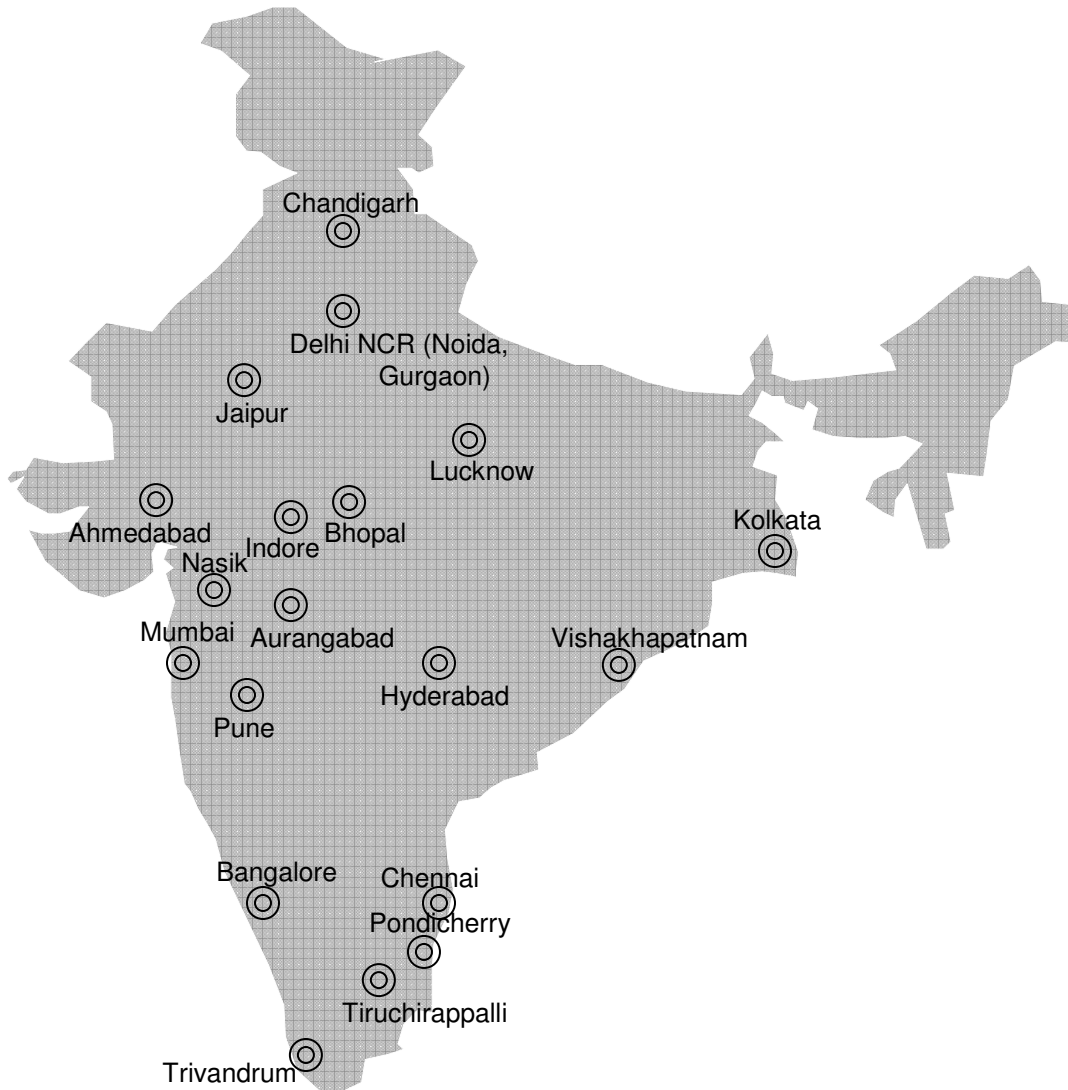 Chandigarh
Delhi NCR (Noida,
Gurgaon)
Jaipur
Lucknow
Ahmedabad
Indore
Bhopal
Kolkata
Nasik
Mumbai
Aurangabad
Vishakhapatnam
Hyderabad
Pune
Bangalore
Chennai
Pondicherry
Tiruchirappalli
Trivandrum